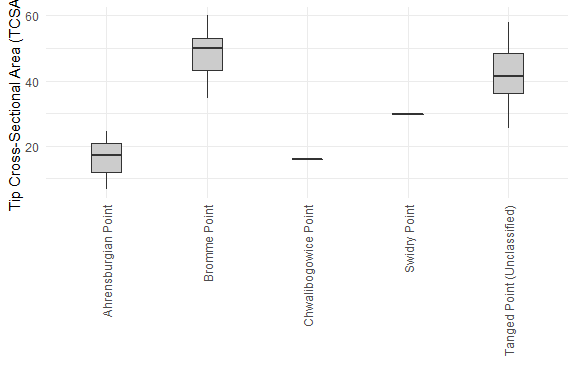 Tip Cross-Sectional Area (TCSA
60
40
20
Ahrensburgian Point
Bromme Point
Chwalibogowice Point
Swidry Point
Tanged Point (Unclassified)